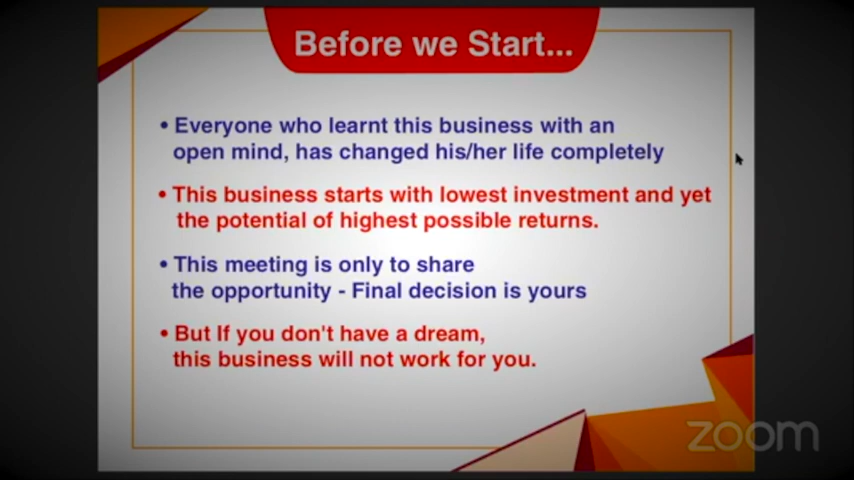 Before we Start...
• Everyone who learnt this business with an
open mind, has changed his/her life completely
• This business starts with lowest investment and yet
the potential of highest possible returns.
• This meeting is only to share
the opportunity - Final decision is yours
• But If you don't have a dream,
this business will not work for you.
zoom